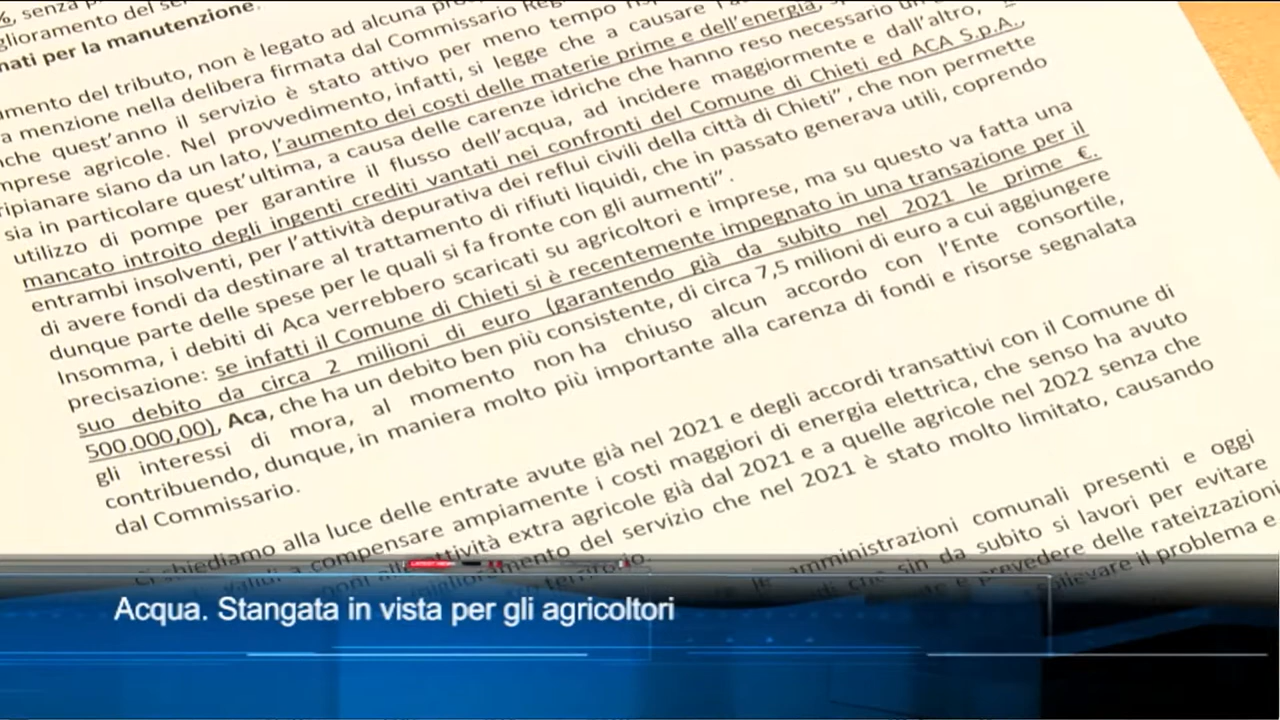 %, senza
glioramento del
nati per la manutenzione.
mento del tributo, non è legato ad alcuna
a menzione nella delibera firmata dal Commissario
nche quest'anno il servizio è stato attivo per meno tempo
mprese agricole. Nel provvedimento, infatti, si legge che a causare
ripianare siano da un lato, l'aumento dei costi delle materie prime e dell'energia,
sia in particolare quest'ultima, a causa delle carenze idriche che hanno reso necessario un
utilizzo di pompe per garantire il flusso dell'acqua, ad incidere maggiormente e dall'altro,
mancato introito degli ingenti crediti vantati nei confronti del Comune di Chieti ed ACA S.p.A.,
entrambi insolventi, per l'attività depurativa dei reflui civili della città di Chieti", che non permette
di avere fondi da destinare al trattamento di rifiuti liquidi, che in passato generava utili, coprendo
dunque parte delle spese per le quali si fa fronte con gli aumenti".
Insomma, i debiti di Aca verrebbero scaricati su agricoltori e imprese, ma su questo va fatta una
precisazione: se infatti il Comune di Chieti si è recentemente impegnato in una transazione per il
suo debito da circa 2 milioni di euro (garantendo già da subito nel 2021 le prime €.
500.000,00), Aca, che ha un debito ben più consistente, di circa 7,5 milioni di euro a cui aggiungere
gli interessi di mora, al momento non ha chiuso alcun accordo con l'Ente consortile,
contribuendo, dunque, in maniera molto più importante alla carenza di fondi e risorse segnalata
dal Commissario.
Ci chiediamo alla luce delle entrate avute già nel 2021 e degli accordi transattivi con il Comune di
a compensare ampiamente i costi maggiori di energia elettrica, che senso ha avuto
attività extra agricole già dal 2021 e a quelle agricole nel 2022 senza che
miglioramento del servizio che nel 2021 è stato molto limitato, causando
territorio.
le amministrazioni comunali presenti e oggi
di che sin da subito si lavori per evitare
e prevedere delle rateizzazioni
il problema e
LATEST NEWS
Acqua. Stangata in vista per gli agricoltori